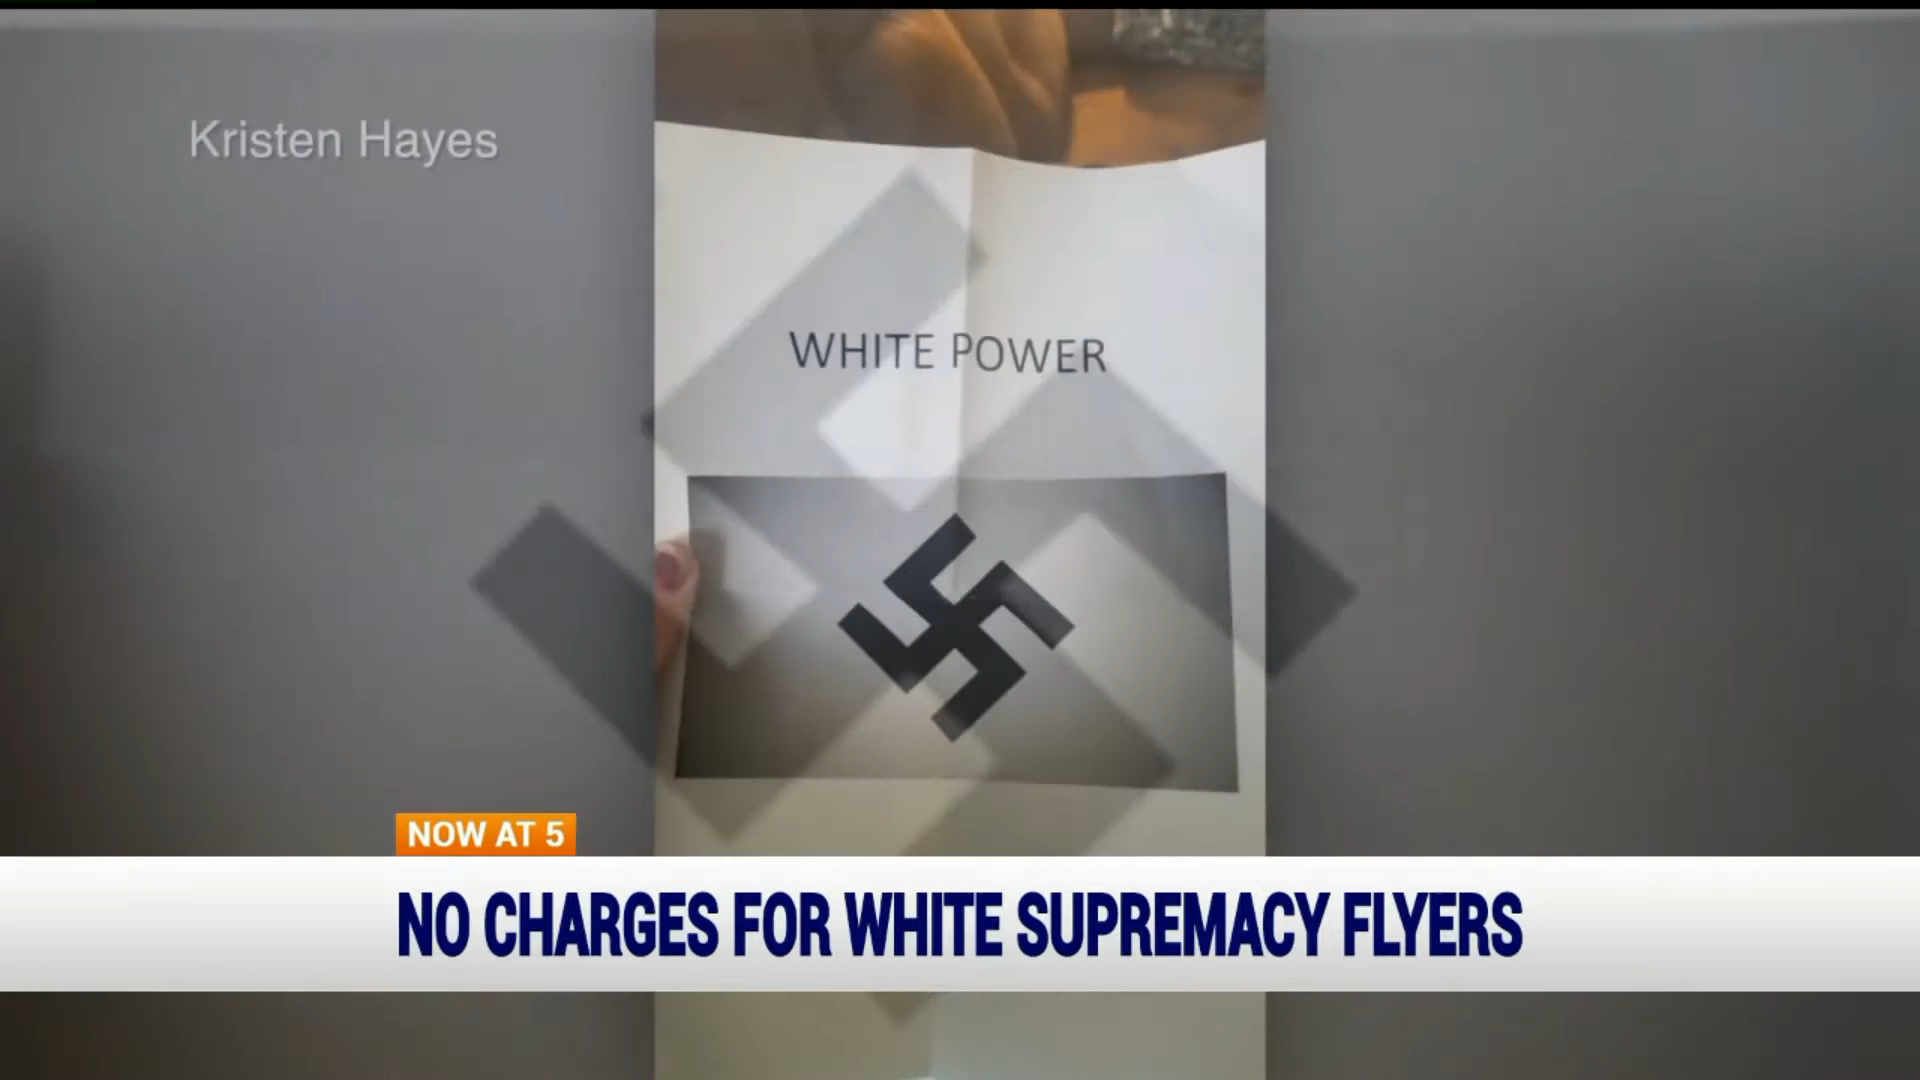 Kristen Hayes
WHITE POWER
NOW AT 5
NO CHARGES FOR WHITE SUPREMACY FLYERS